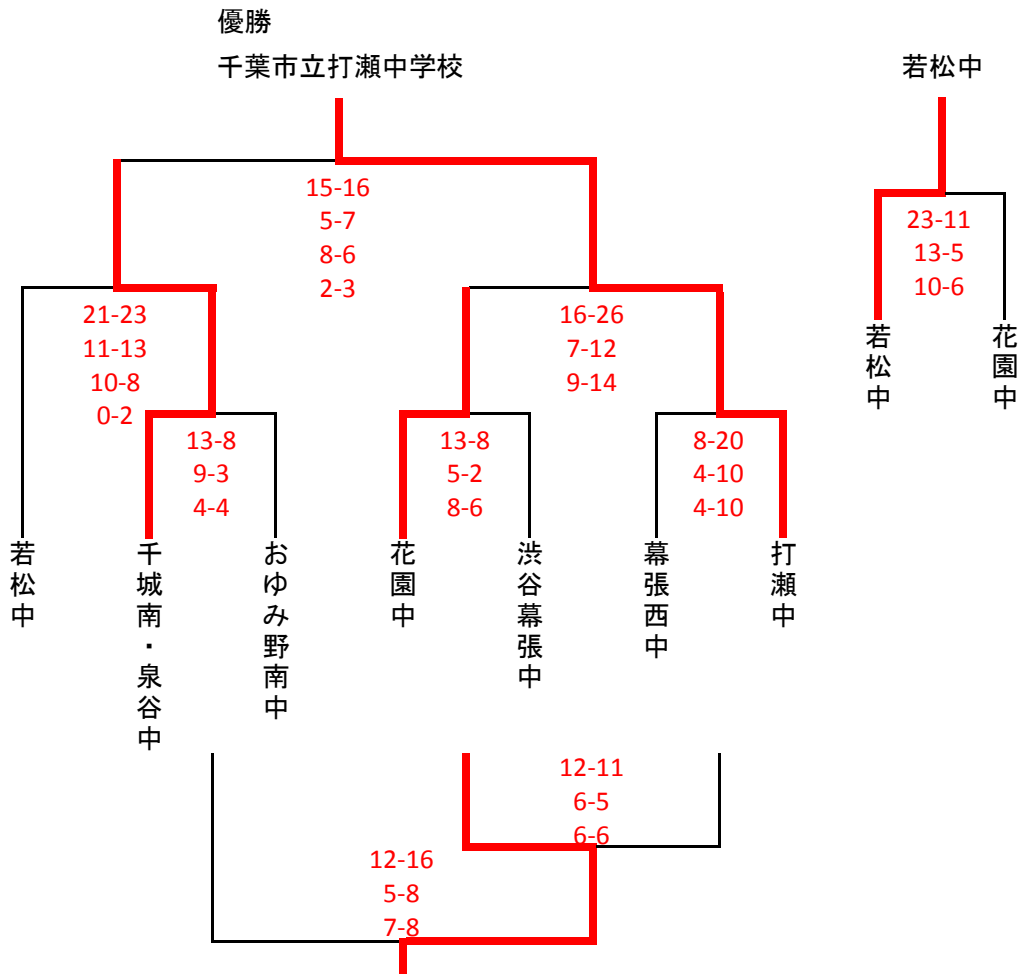 優勝
千葉市立打瀬中学校
若松中
15-16
5-7
8-6
2-3
23-11
13-5
10-6
若松中
花園中
21-23
11-13
10-8
0-2
16-26
7-12
9-14
13-8
9-3
4-4
13-8
5-2
8-6
8-20
4-10
4-10
若松中
千城南・泉谷中
おゆみ野南中
花園中
渋谷幕張中
幕張西中
打瀬中
12-11
6-5
6-6
12-16
5-8
7-8